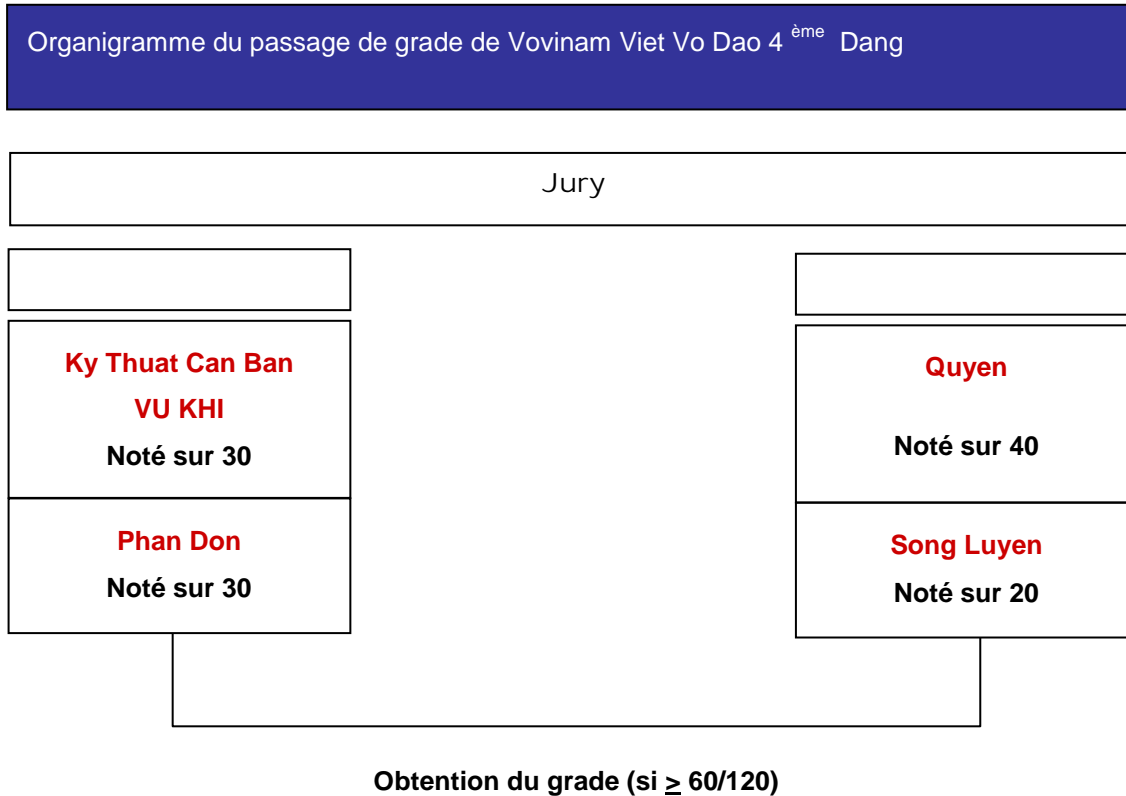 Organigramme du passage de grade de Vovinam Viet Vo Dao 4 ème Dang
Jury
Ky Thuat Can Ban
VU KHI
Noté sur 30
Phan Don
Noté sur 30
Quyen
Noté sur 40
Song Luyen
Noté sur 20
Obtention du grade (si ≥ 60/120)